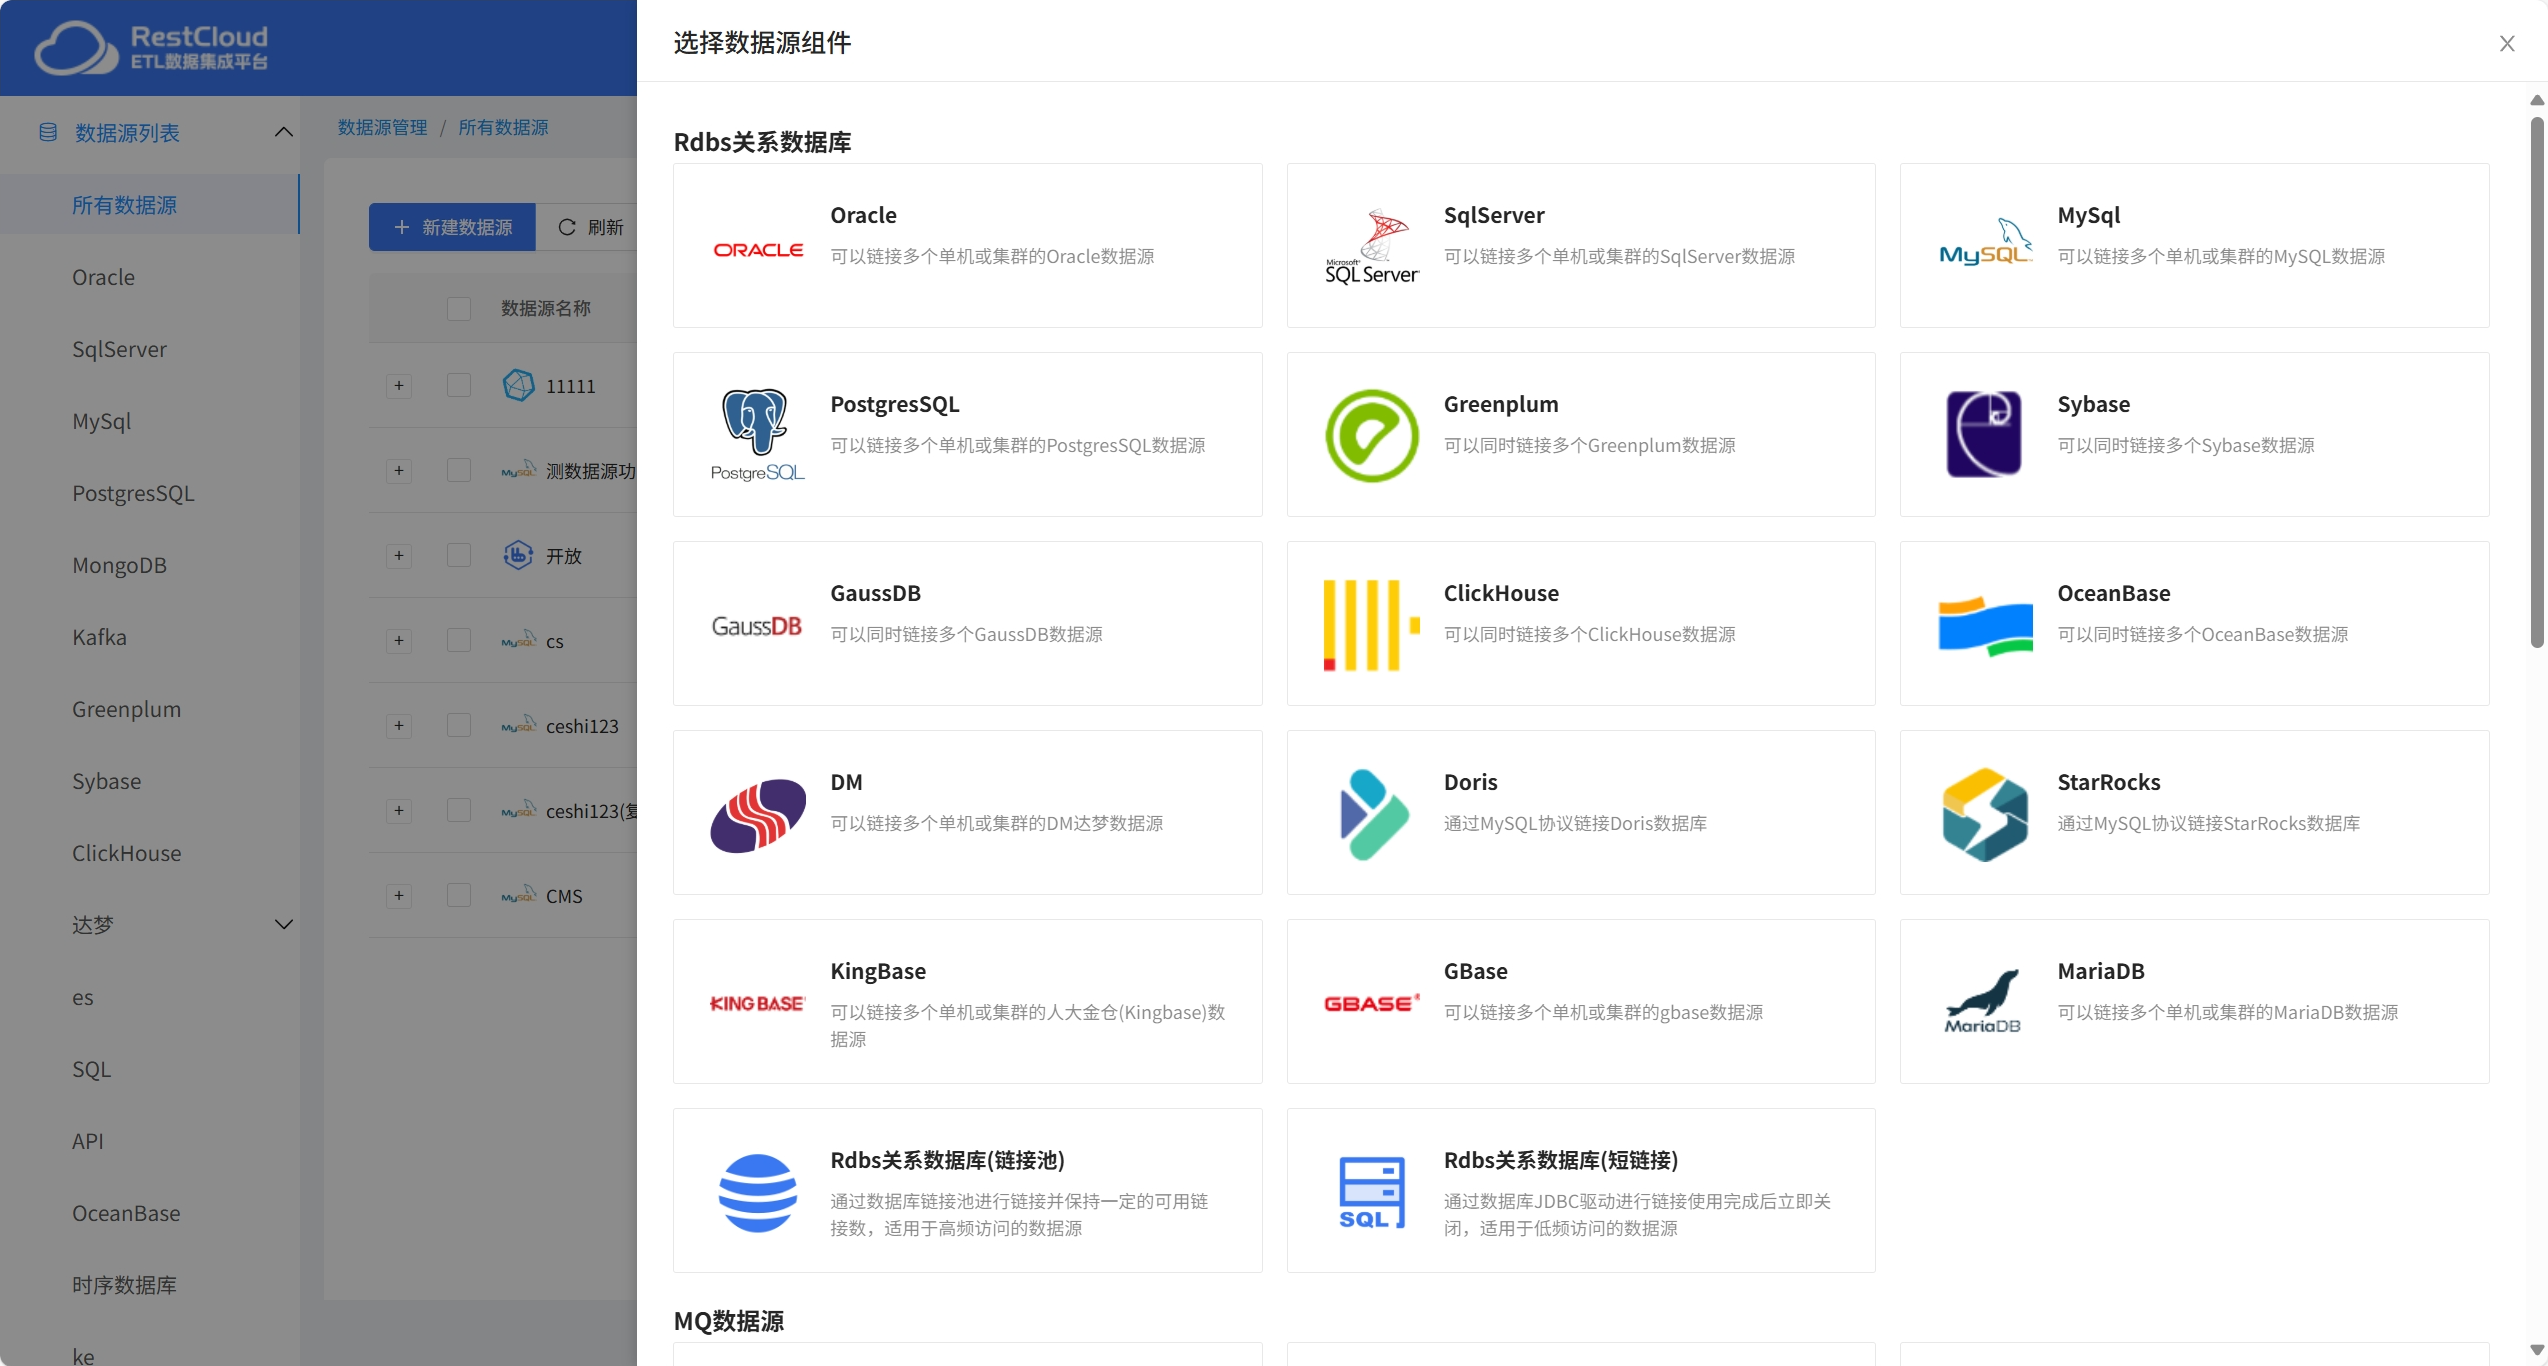 RestCloud
ETL数据集成平台
数据源列表
所有数据源
Oracle
SqlServer
MySql
PostgresSQL
MongoDB
Kafka
Greenplum
Sybase
ClickHouse
达梦
es
SQL
API
OceanBase
时序数据库
ke
数据源管理 / 所有数据源
+ 新建数据源
刷新
数据源名称
+ 11111
+ MySQL 测数据源功
+ 开放
+ MySQL cs
+ MySQL ceshi123
+ MySQL ceshi123(复
+ MySQL CMS
选择数据源组件
Rdbs关系数据库
ORACLE
Oracle
可以链接多个单机或集群的Oracle数据源
Microsoft
SQL Server
SqlServer
可以链接多个单机或集群的SqlServer数据源
MySQL
MySql
可以链接多个单机或集群的MySQL数据源
PostgreSQL
PostgresSQL
可以链接多个单机或集群的PostgresSQL数据源
Greenplum
可以同时链接多个Greenplum数据源
Sybase
可以同时链接多个Sybase数据源
GaussDB
GaussDB
可以同时链接多个GaussDB数据源
ClickHouse
可以同时链接多个ClickHouse数据源
OceanBase
可以同时链接多个OceanBase数据源
DM
可以链接多个单机或集群的DM达梦数据源
Doris
通过MySQL协议链接Doris数据库
StarRocks
通过MySQL协议链接StarRocks数据库
KINGBASE
KingBase
可以链接多个单机或集群的人大金仓(Kingbase)数
据源
GBASE®
GBase
可以链接多个单机或集群的gbase数据源
MariaDB
MariaDB
可以链接多个单机或集群的MariaDB数据源
Rdbs关系数据库(链接池)
通过数据库链接池进行链接并保持一定的可用链
接数，适用于高频访问的数据源
SQL
Rdbs关系数据库(短链接)
通过数据库JDBC驱动进行链接使用完成后立即关
闭，适用于低频访问的数据源
MQ数据源